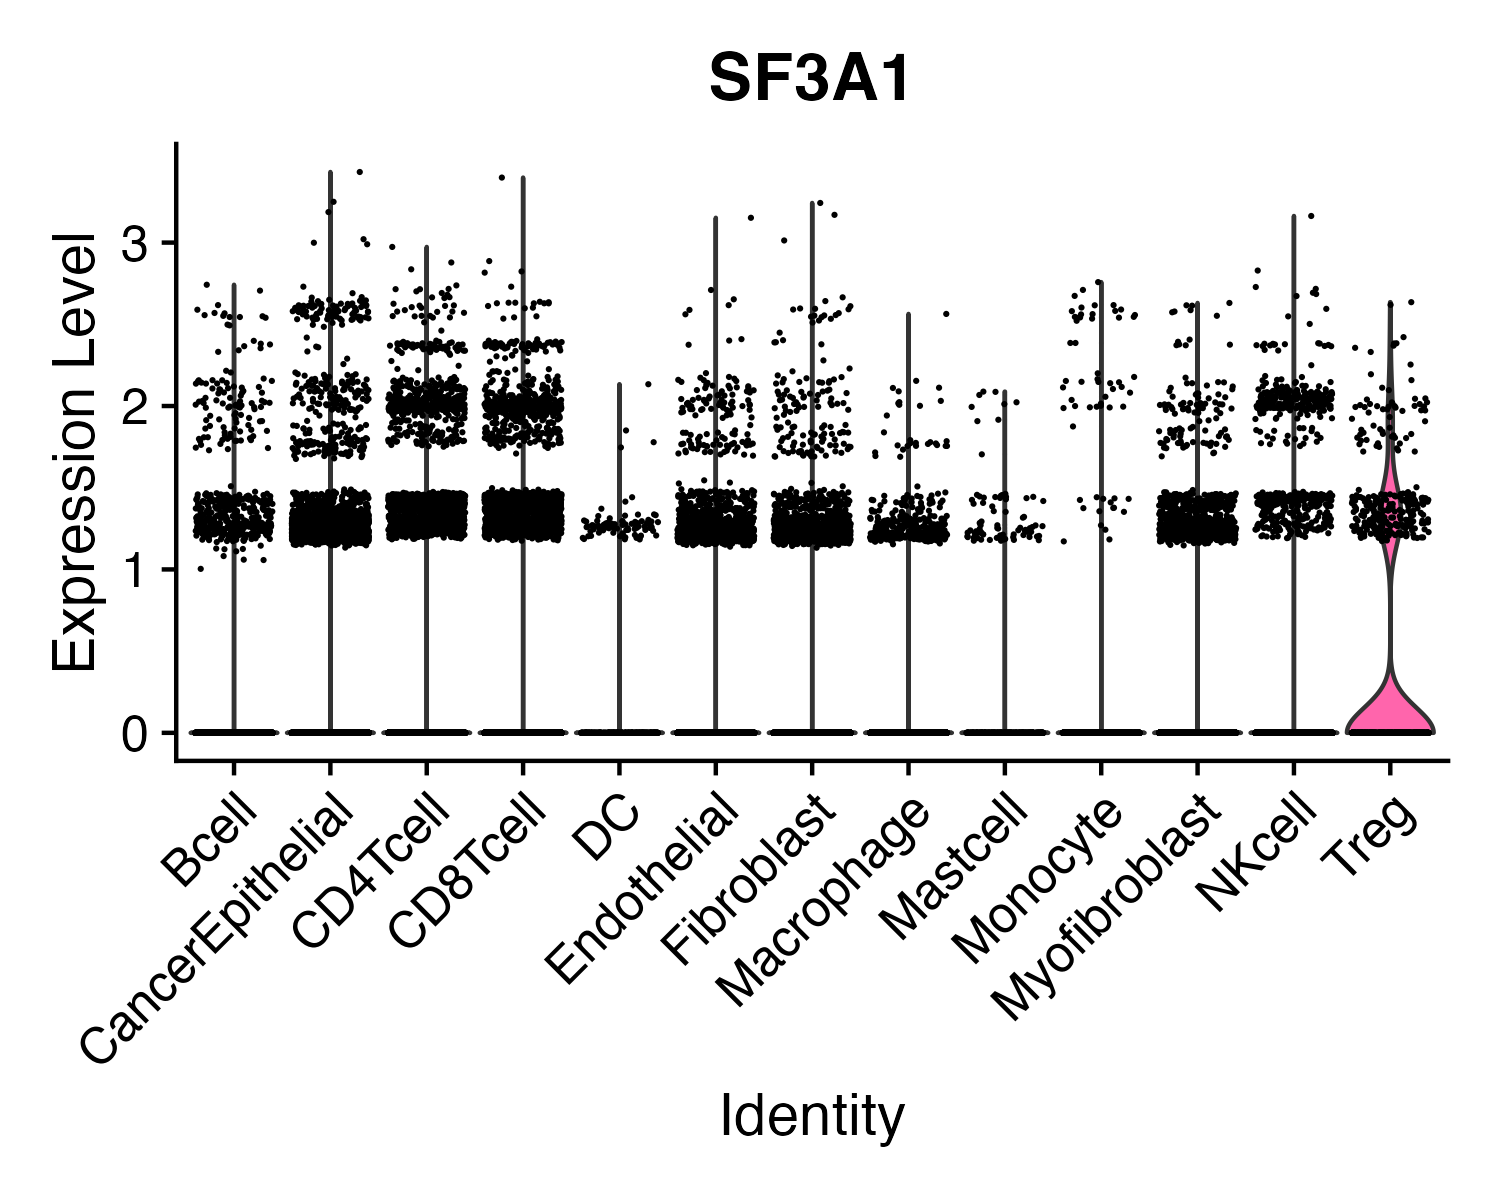 SF3A1
Expression Level
3
2
1
0
Bcell
CancerEpithelial
CD4Tcell
CD8Tcell
DC
Endothelial
Fibroblast
Macrophage
Mastcell
Monocyte
Myofibroblast
NKcell
Treg
Identity